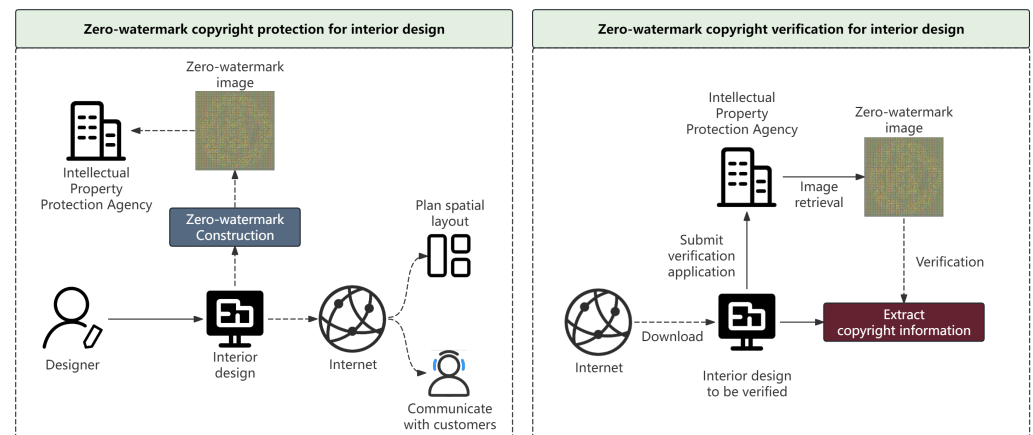 Zero-watermark copyright protection for interior design
Zero-watermark
image
Intellectual
Property
Protection Agency
Zero-watermark
Construction
Plan spatial
layout
Designer
Interior
design
Internet
Communicate
with customers
Zero-watermark copyright verification for interior design
Intellectual
Property
Protection Agency
Zero-watermark
image
Image
retrieval
Submit
verification
application
Verification
Internet
Download
Extract
copyright information
Interior design
to be verified